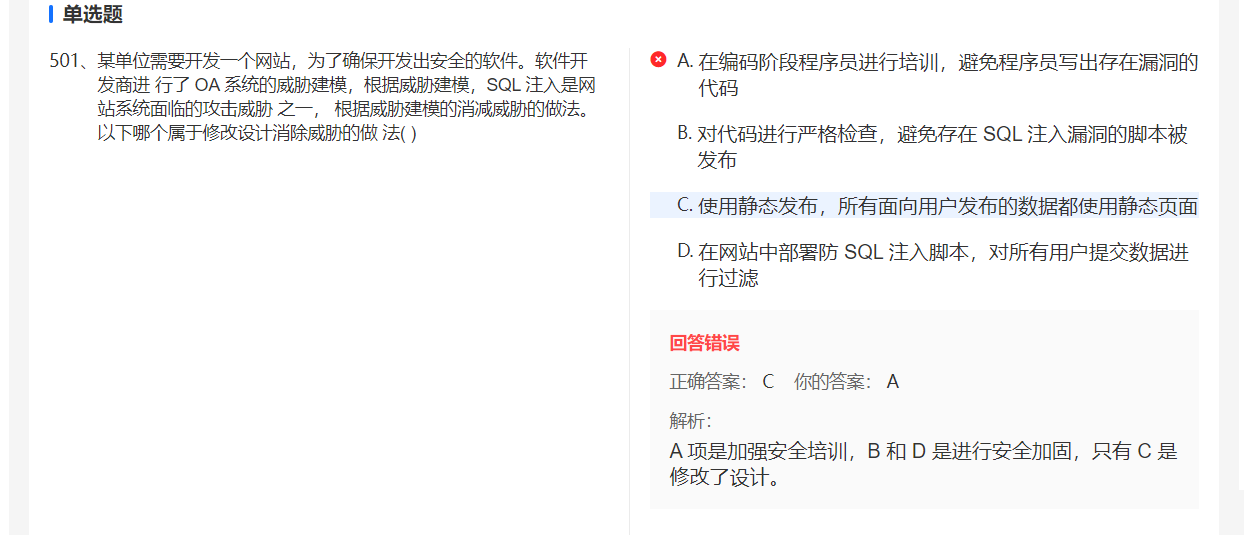 单选题
501、某单位需要开发一个网站，为了确保开发出安全的软件。软件开
发商进 行了 OA 系统的威胁建模，根据威胁建模，SQL 注入是网
站系统面临的攻击威胁 之一， 根据威胁建模的消减威胁的做法。
以下哪个属于修改设计消除威胁的做 法( )
A. 在编码阶段程序员进行培训，避免程序员写出存在漏洞的
代码
B. 对代码进行严格检查，避免存在 SQL 注入漏洞的脚本被
发布
C. 使用静态发布，所有面向用户发布的数据都使用静态页面
D. 在网站中部署防 SQL 注入脚本，对所有用户提交数据进
行过滤
回答错误
正确答案： C 你的答案： A
解析：
A 项是加强安全培训，B 和 D 是进行安全加固，只有 C 是
修改了设计。